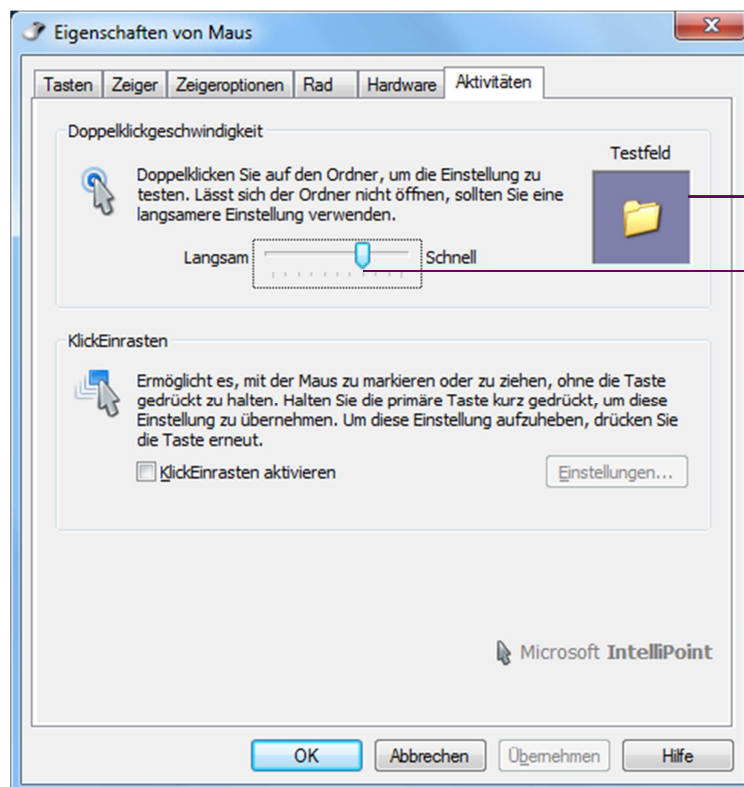 Eigenschaften von Maus
Tasten Zeiger Zeigeroptionen Rad Hardware Aktivitäten
Doppelklickgeschwindigkeit
Testfeld
Doppelklicken Sie auf den Ordner, um die Einstellung zu
testen. Lässt sich der Ordner nicht öffnen, sollten Sie eine
langsamere Einstellung verwenden.
Langsam Schnell
KlickEinrasten
Ermöglicht es, mit der Maus zu markieren oder zu ziehen, ohne die Taste
gedrückt zu halten. Halten Sie die primäre Taste kurz gedrückt, um diese
Einstellung zu übernehmen. Um diese Einstellung aufzuheben, drücken Sie
die Taste erneut.
KlickEinrasten aktivieren Einstellungen...
Microsoft IntelliPoint
OK Abbrechen Übernehmen Hilfe